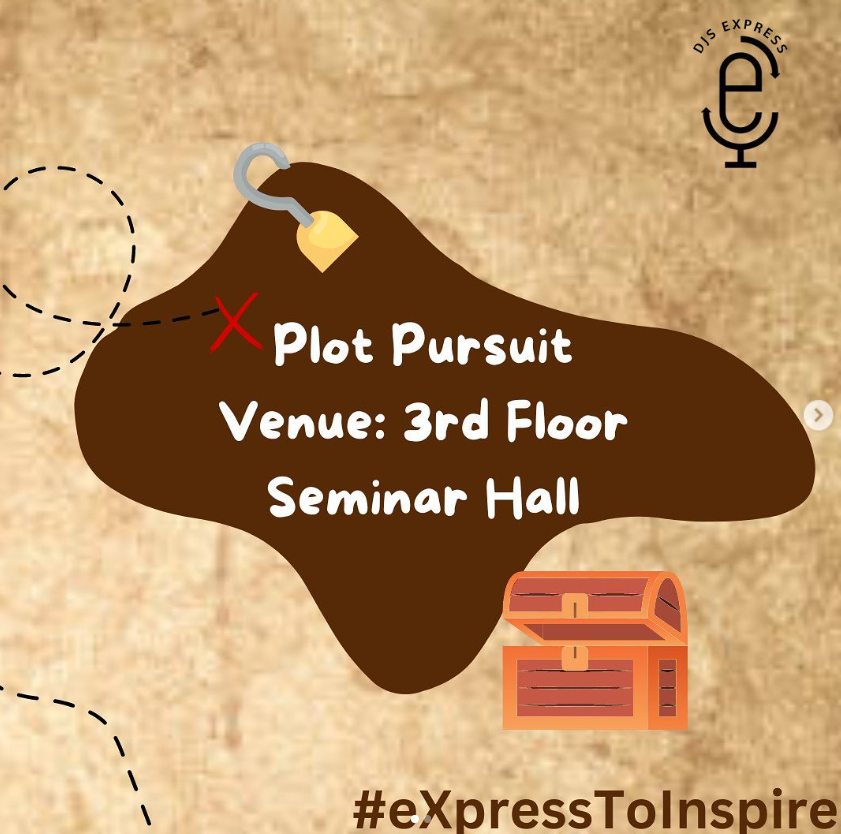 DJS EXPRESS
e
Plot Pursuit
Venue: 3rd Floor
Seminar Hall
#eXpressToInspire